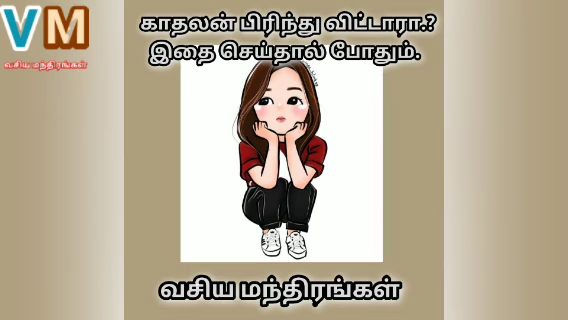 VM
வசிய மந்திரங்கள்
காதலன் பிரிந்து விட்டாரா.?
இதை செய்தால் போதும்.
வசிய மந்திரங்கள்